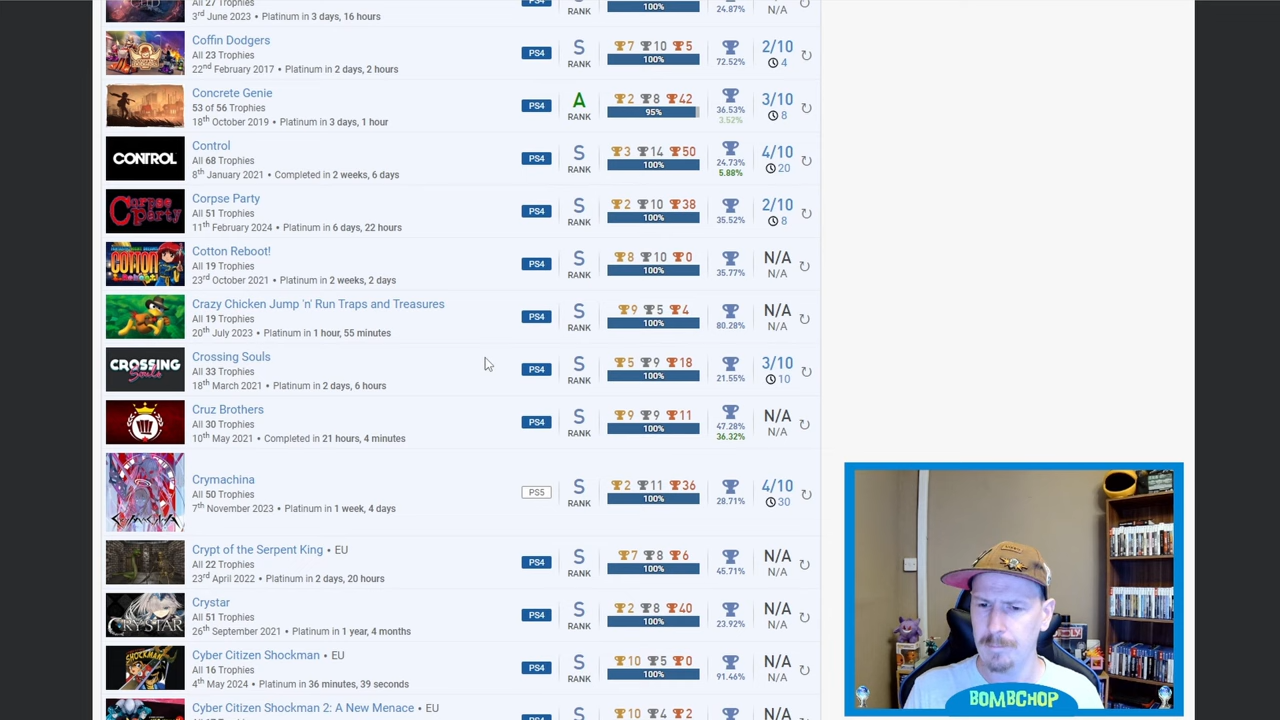 All 27 Trophies
3rd June 2023 • Platinum in 3 days, 16 hours
PS4
RANK
100%
24.87%
N/A
Coffin Dodgers
All 23 Trophies
22nd February 2017 • Platinum in 2 days, 2 hours
PS4
S
RANK
7 10 5
100%
72.52%
2/10
4
Concrete Genie
53 of 56 Trophies
18th October 2019 • Platinum in 3 days, 1 hour
PS4
A
RANK
2 8 42
95%
36.53%
3.52%
3/10
8
CONTROL
Control
All 68 Trophies
8th January 2021 • Completed in 2 weeks, 6 days
PS4
S
RANK
3 14 50
100%
24.73%
5.88%
4/10
20
Corpse Party
Corpse Party
All 51 Trophies
11th February 2024 • Platinum in 6 days, 22 hours
PS4
S
RANK
2 10 38
100%
35.52%
2/10
8
COTTON
Cotton Reboot!
All 19 Trophies
23rd October 2021 • Platinum in 2 weeks, 2 days
PS4
S
RANK
8 10 0
100%
35.77%
N/A
N/A
Crazy Chicken Jump 'n' Run Traps and Treasures
All 19 Trophies
20th July 2023 • Platinum in 1 hour, 55 minutes
PS4
S
RANK
9 5 4
100%
80.28%
N/A
N/A
CROSSING
Souls
Crossing Souls
All 33 Trophies
18th March 2021 • Platinum in 2 days, 6 hours
PS4
S
RANK
5 9 18
100%
21.55%
3/10
10
Cruz Brothers
All 30 Trophies
10th May 2021 • Completed in 21 hours, 4 minutes
PS4
S
RANK
9 9 11
100%
47.28%
36.32%
N/A
N/A
Crymachina
All 50 Trophies
7th November 2023 • Platinum in 1 week, 4 days
PS5
S
RANK
2 11 36
100%
28.71%
4/10
30
Crypt of the Serpent King • EU
All 22 Trophies
23rd April 2022 • Platinum in 2 days, 20 hours
PS4
S
RANK
7 8 6
100%
45.71%
N/A
N/A
CRYSTAR
Crystar
All 51 Trophies
26th September 2021 • Platinum in 1 year, 4 months
PS4
S
RANK
2 8 40
100%
23.92%
N/A
N/A
SHOCKMAN
Cyber Citizen Shockman • EU
All 16 Trophies
4th May 2024 • Platinum in 36 minutes, 39 seconds
PS4
S
RANK
10 5 0
100%
91.46%
N/A
N/A
Cyber Citizen Shockman 2: A New Menace • EU
PS4
S
10 4 2
N/A
BOMBCHOP